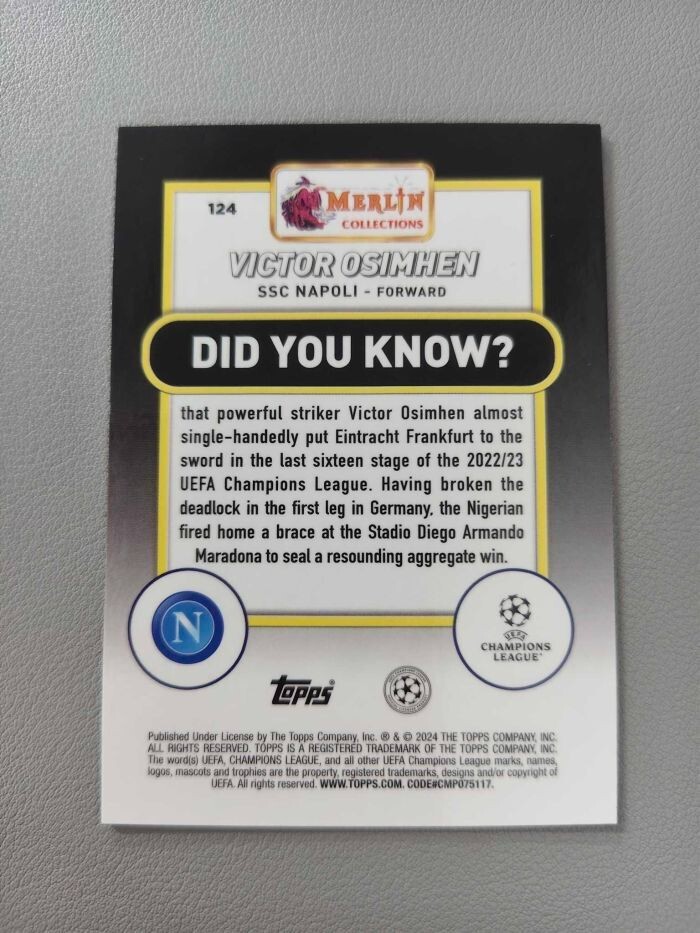 124
MERLIN
COLLECTIONS
VICTOR OSIMHEN
SSC NAPOLI - FORWARD
DID YOU KNOW?
that powerful striker Victor Osimhen almost
single-handedly put Eintracht Frankfurt to the
sword in the last sixteen stage of the 2022/23
UEFA Champions League. Having broken the
deadlock in the first leg in Germany, the Nigerian
fired home a brace at the Stadio Diego Armando
Maradona to seal a resounding aggregate win.
N
UEFA
CHAMPIONS
LEAGUE
topps®
Published Under License by The Topps Company, Inc. ® & © 2024 THE TOPPS COMPANY, INC.
ALL RIGHTS RESERVED. TOPPS IS A REGISTERED TRADEMARK OF THE TOPPS COMPANY, INC.
The word(s) UEFA, CHAMPIONS LEAGUE, and all other UEFA Champions League marks, names,
logos, mascots and trophies are the property, registered trademarks, designs and/or copyright of
UEFA. All rights reserved. WWW.TOPPS.COM. CODE#CMP075117.